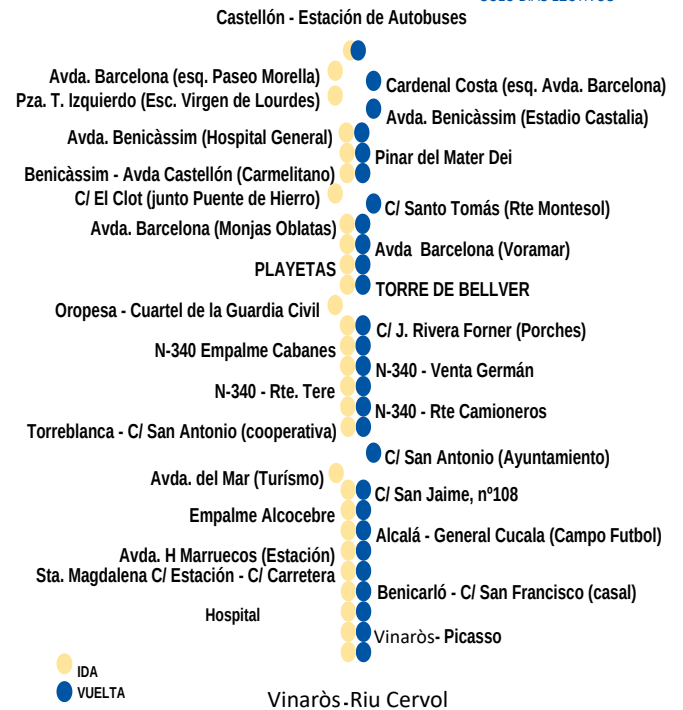 Castellón - Estación de Autobuses
Avda. Barcelona (esq. Paseo Morella)
Cardenal Costa (esq. Avda. Barcelona)
Pza. T. Izquierdo (Esc. Virgen de Lourdes)
Avda. Benicàssim (Estadio Castalia)
Avda. Benicàssim (Hospital General)
Pinar del Mater Dei
Benicàssim - Avda Castellón (Carmelitano)
C/ El Clot (junto Puente de Hierro)
C/ Santo Tomás (Rte Montesol)
Avda. Barcelona (Monjas Oblatas)
Avda Barcelona (Voramar)
PLAYETAS
TORRE DE BELLVER
Oropesa - Cuartel de la Guardia Civil
C/ J. Rivera Forner (Porches)
N-340 Empalme Cabanes
N-340 - Venta Germán
N-340 - Rte. Tere
N-340 - Rte Camioneros
Torreblanca - C/ San Antonio (cooperativa)
C/ San Antonio (Ayuntamiento)
Avda. del Mar (Turísmo)
C/ San Jaime, nº108
Empalme Alcocebre
Alcalá - General Cucala (Campo Futbol)
Avda. H Marruecos (Estación)
Sta. Magdalena C/ Estación - C/ Carretera
Benicarló - C/ San Francisco (casal)
Hospital
Vinaròs- Picasso
IDA
VUELTA
Vinaròs-Riu Cervol